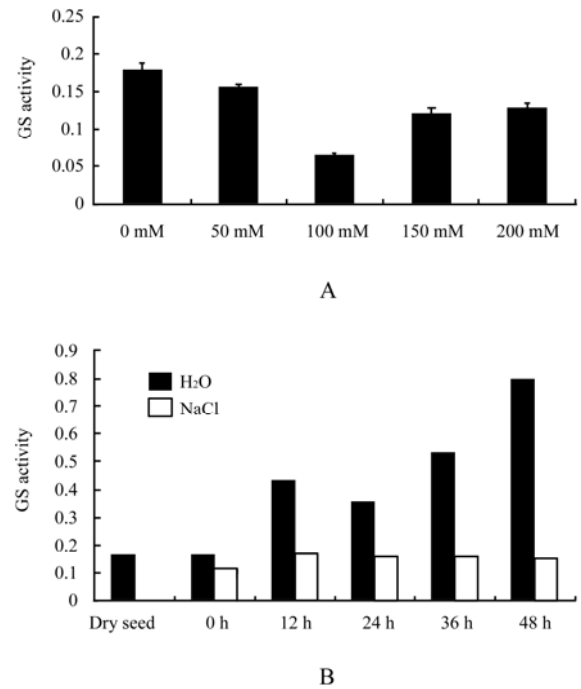 0.25
0.2
0.15
0.1
0.05
0
GS activity
0 mM 50 mM 100 mM 150 mM 200 mM
A
0.9
0.8
0.7
0.6
0.5
0.4
0.3
0.2
0.1
0
GS activity
H2O
NaCl
Dry seed 0 h 12 h 24 h 36 h 48 h
B